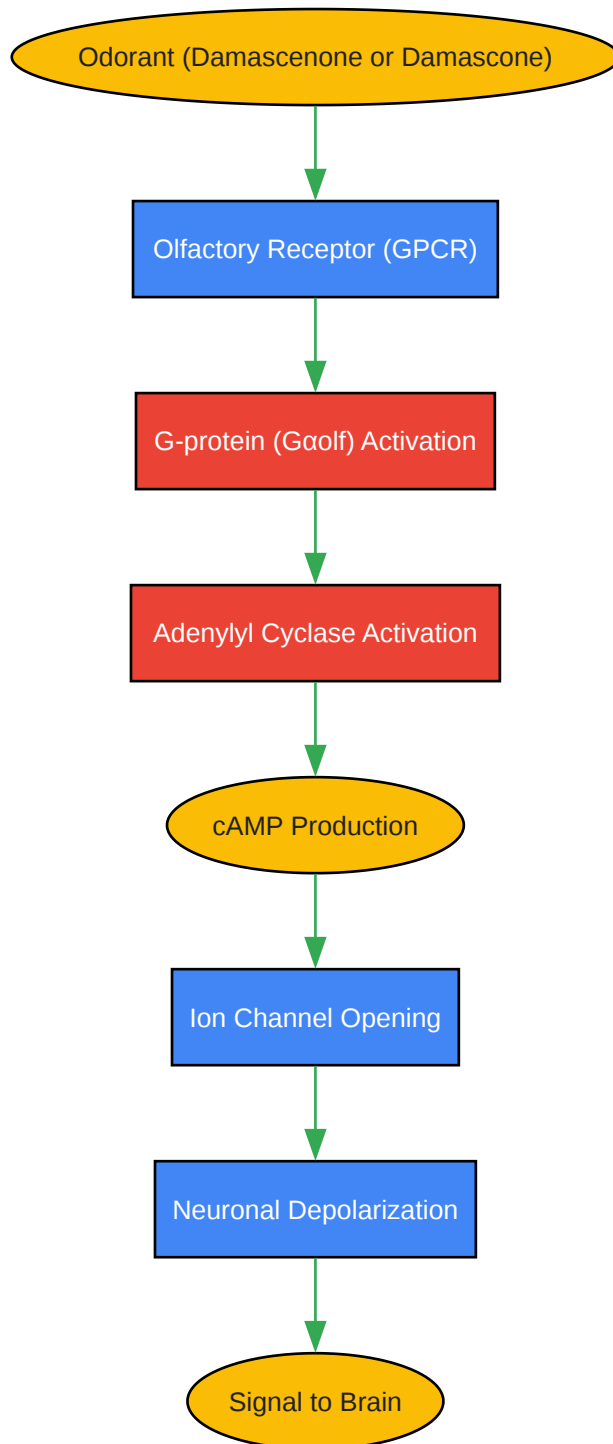 Odorant (Damascenone or Damascone)
Olfactory Receptor (GPCR)
G-protein (Gαolf) Activation
Adenylyl Cyclase Activation
cAMP Production
Ion Channel Opening
Neuronal Depolarization
Signal to Brain